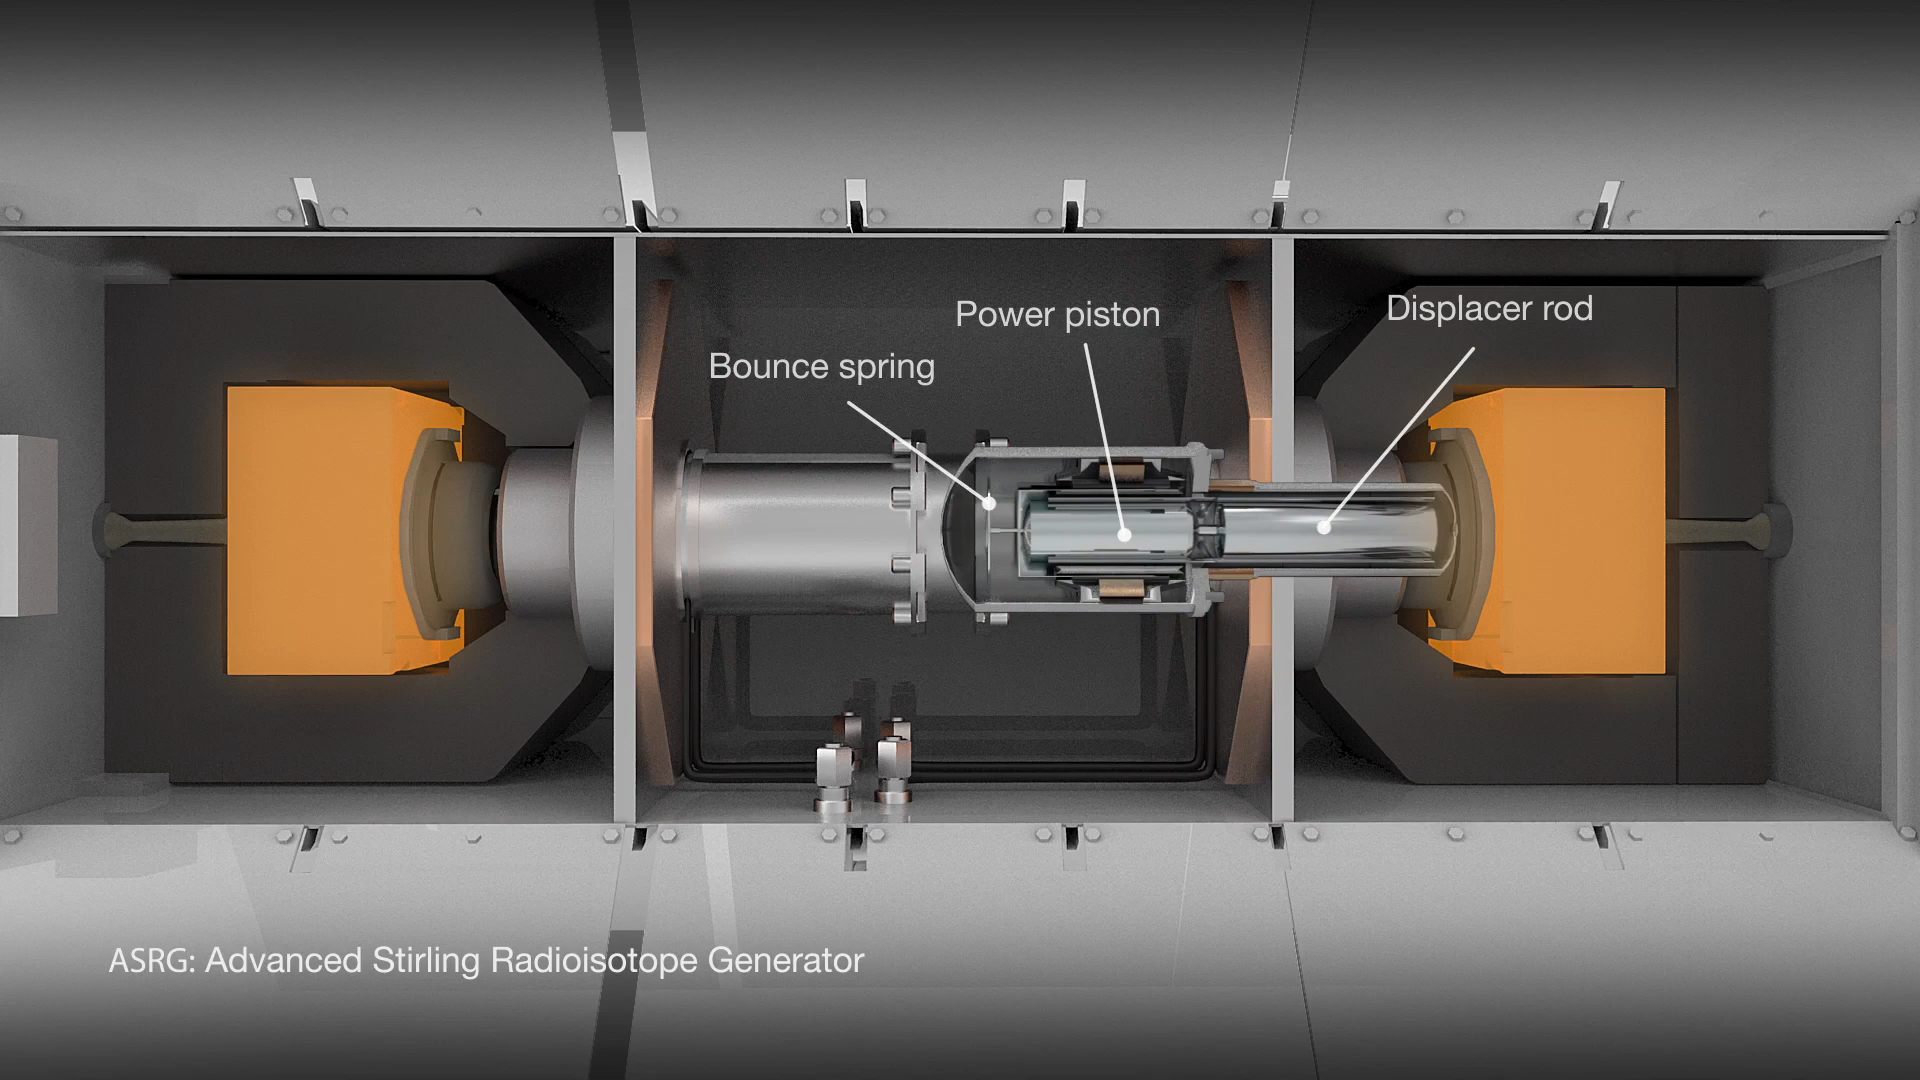 Displacer rod
Power piston
Bounce spring
ASRG: Advanced Stirling Radioisotope Generator